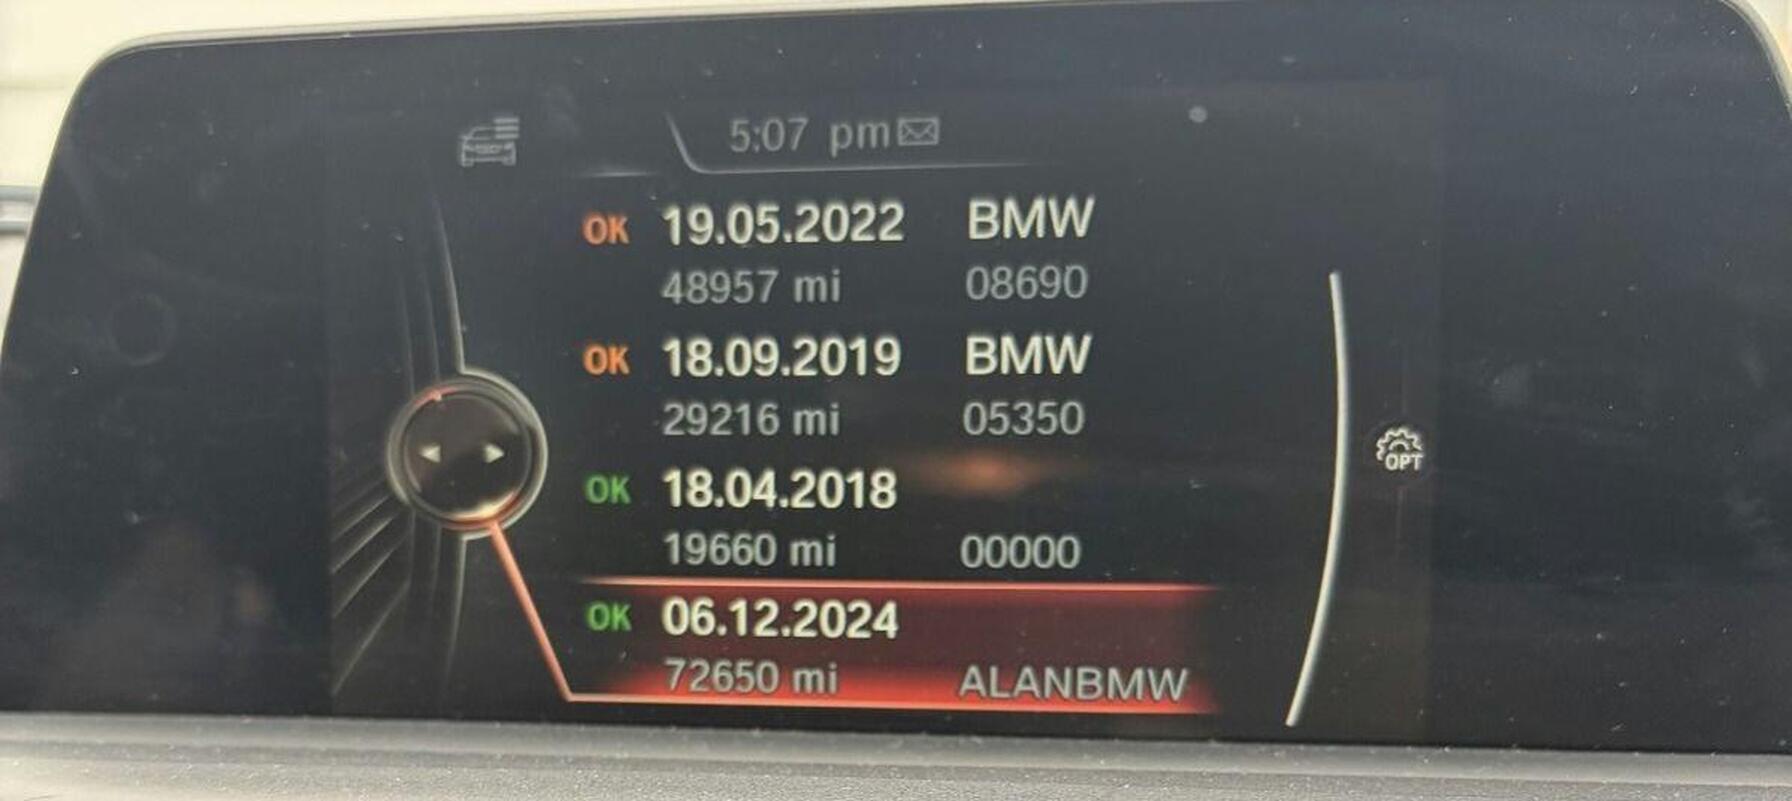 5:07 pm
OK 19.05.2022 BMW
48957 mi 08690
OK 18.09.2019 BMW
29216 mi 05350
OK 18.04.2018
19660 mi 00000
OPT
OK 06.12.2024
72650 mi ALANBMW